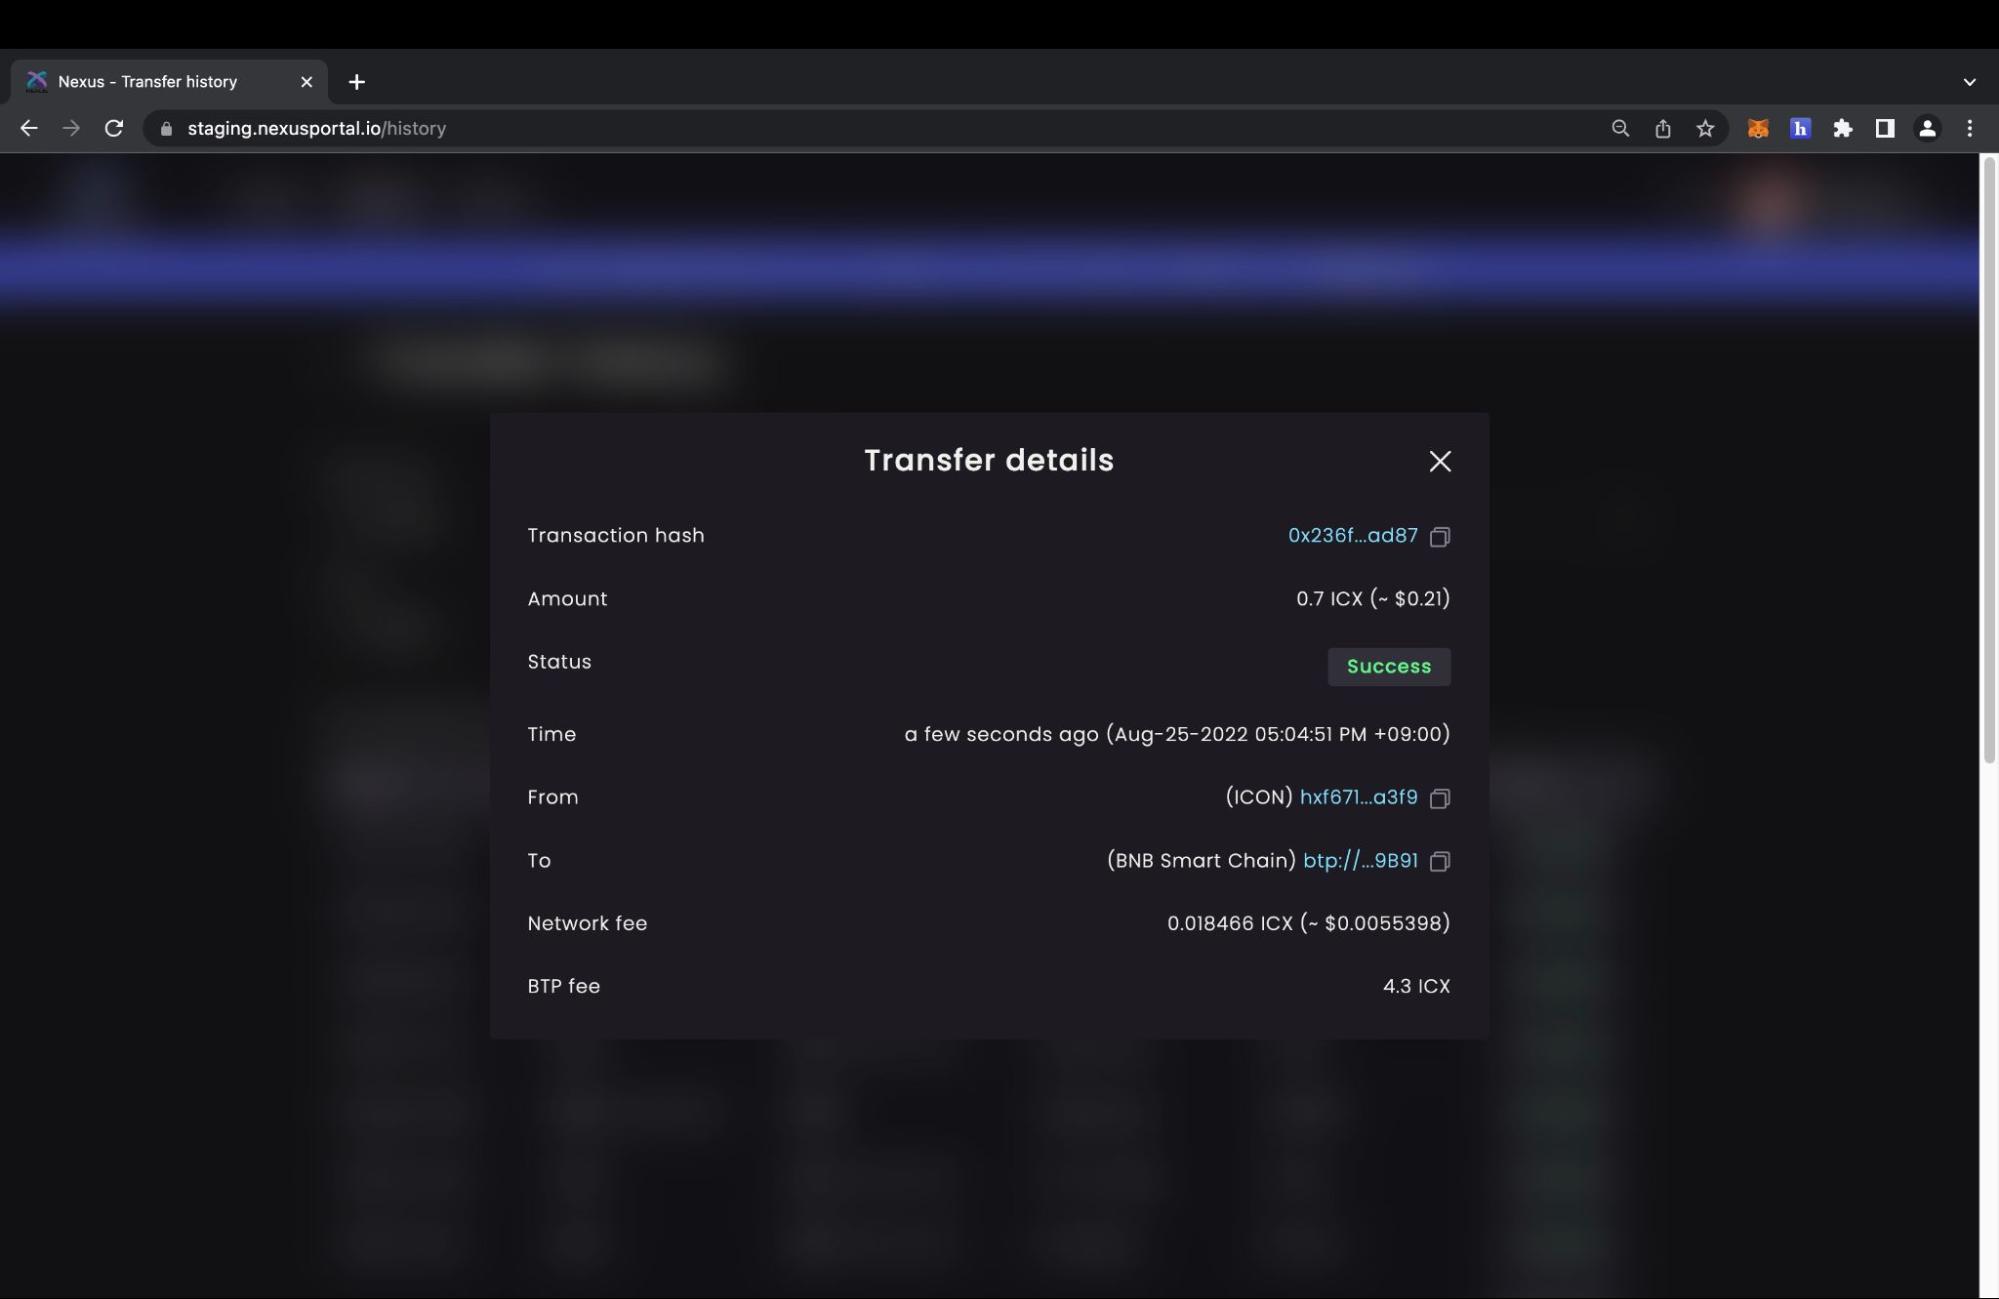 Nexus - Transfer history
staging.nexusportal.io/history
h
Transfer details
Transaction hash 0x236f...ad87
Amount 0.7 ICX (~ $0.21)
Status Success
Time a few seconds ago (Aug-25-2022 05:04:51 PM +09:00)
From (ICON) hxf671...a3f9
To (BNB Smart Chain) btp://...9B91
Network fee 0.018466 ICX (~ $0.0055398)
BTP fee 4.3 ICX